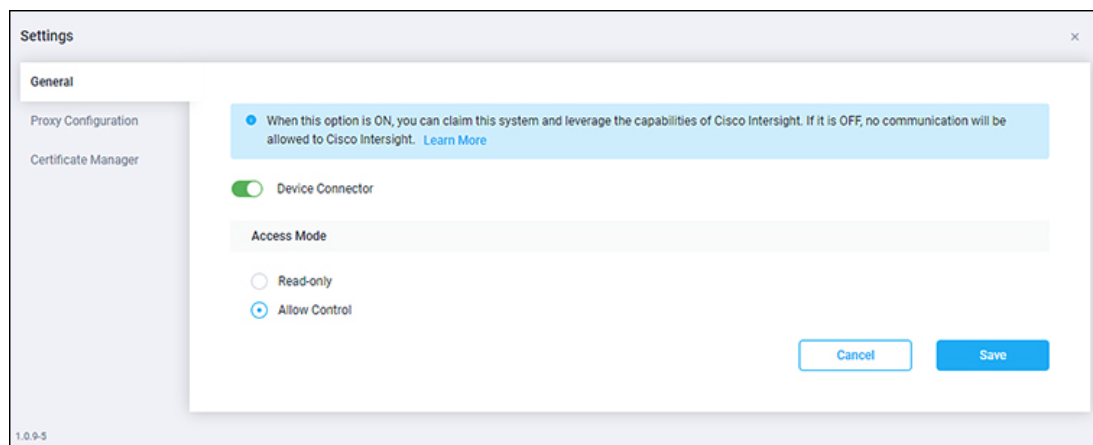 Settings
×
General
Proxy Configuration
Certificate Manager
When this option is ON, you can claim this system and leverage the capabilities of Cisco Intersight. If it is OFF, no communication will be
allowed to Cisco Intersight. Learn More
Device Connector
Access Mode
Read-only
Allow Control
Cancel Save
1.0.9-5